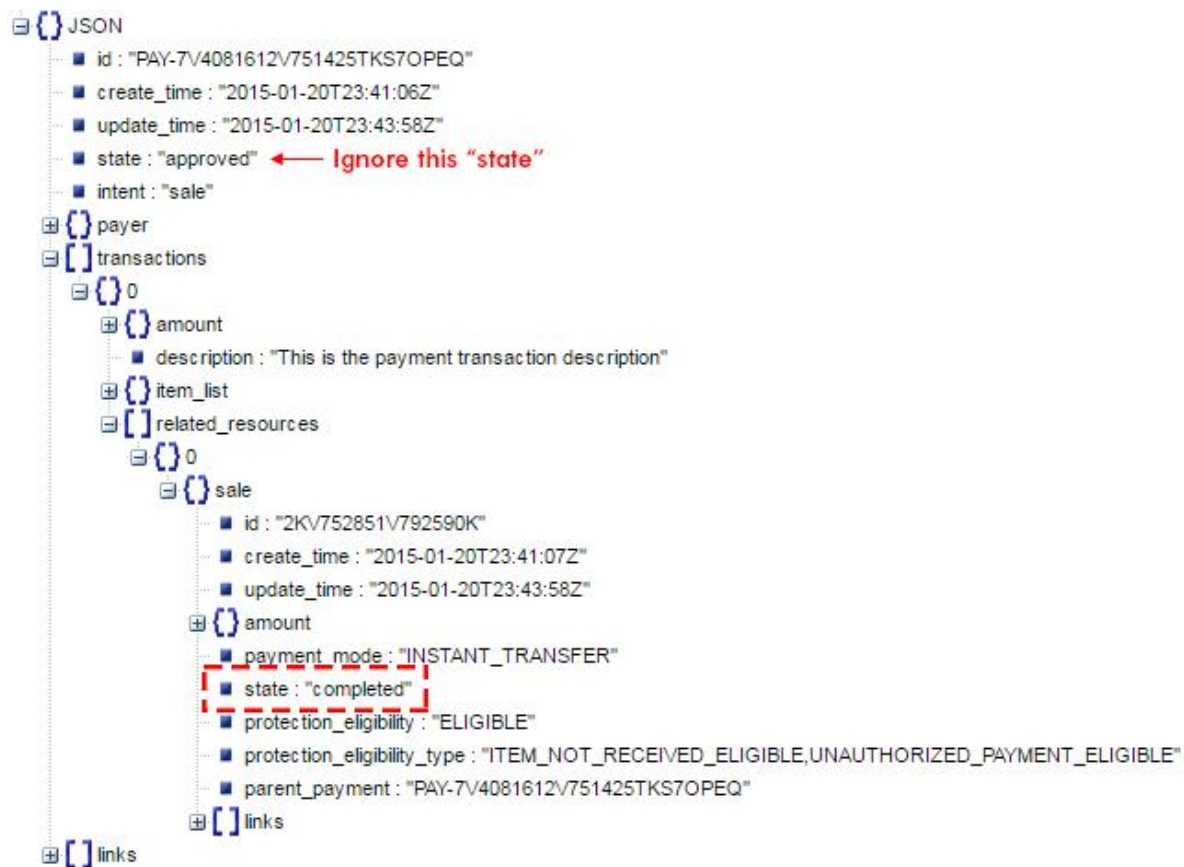 JSON
id : "PAY-7V4081612V751425TKS7OPEQ"
create_time : "2015-01-20T23:41:06Z"
update_time : "2015-01-20T23:43:58Z"
state : "approved" Ignore this “state”
intent : "sale"
payer
transactions
0
amount
description : "This is the payment transaction description"
item_list
related_resources
0
sale
id : "2KV752851V792590K"
create_time : "2015-01-20T23:41:07Z"
update_time : "2015-01-20T23:43:58Z"
amount
payment_mode : "INSTANT_TRANSFER"
state : "completed"
protection_eligibility : "ELIGIBLE"
protection_eligibility_type : "ITEM_NOT_RECEIVED_ELIGIBLE,UNAUTHORIZED_PAYMENT_ELIGIBLE"
parent_payment : "PAY-7V4081612V751425TKS7OPEQ"
links
links